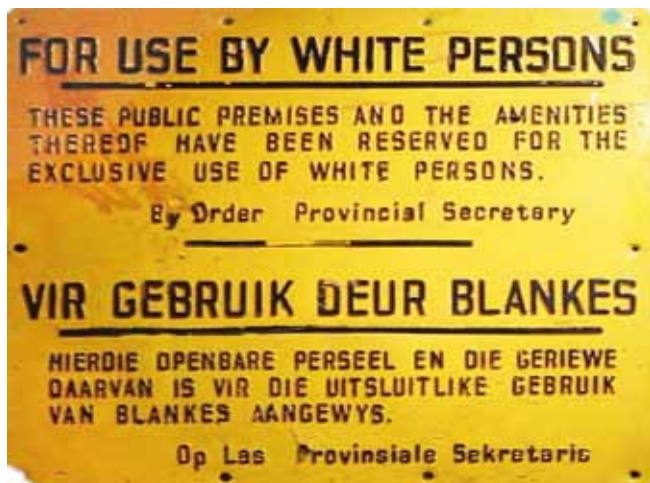 FOR USE BY WHITE PERSONS
THESE PUBLIC PREMISES AND THE AMENITIES
THEREOF HAVE BEEN RESERVED FOR THE
EXCLUSIVE USE OF WHITE PERSONS.
By Order Provincial Secretary
VIR GEBRUIK DEUR BLANKES
HIERDIE OPENBARE PERSEEL EN DIE GERIEWE
DAARVAN IS VIR DIE UITSLUITLIKE GEBRUIK
VAN BLANKES AANGEWYS.
Op Las Provinsiale Sekretaris